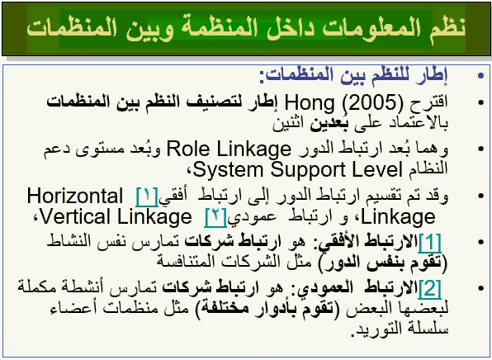 نظم المعلومات داخل المنظمة وبين المنظمات
• إطار للنظم بين المنظمات:
• اقترح Hong (2005) إطار لتصنيف النظم بين المنظمات
بالاعتماد على بُعدين اثنين
• وهما بُعد ارتباط الدور Role Linkage وبُعد مستوى دعم
النظام System Support Level،
• وقد تم تقسيم ارتباط الدور إلى ارتباط أفقي[١] Horizontal
Linkage، و ارتباط عمودي[٢] Vertical Linkage،
• [1]الارتباط الأفقي: هو ارتباط شركات تمارس نفس النشاط
(تقوم بنفس الدور) مثل الشركات المتنافسة
• [2]الارتباط العمودي: هو ارتباط شركات تمارس أنشطة مكملة
لبعضها البعض (تقوم بأدوار مختلفة) مثل منظمات أعضاء
سلسلة التوريد.